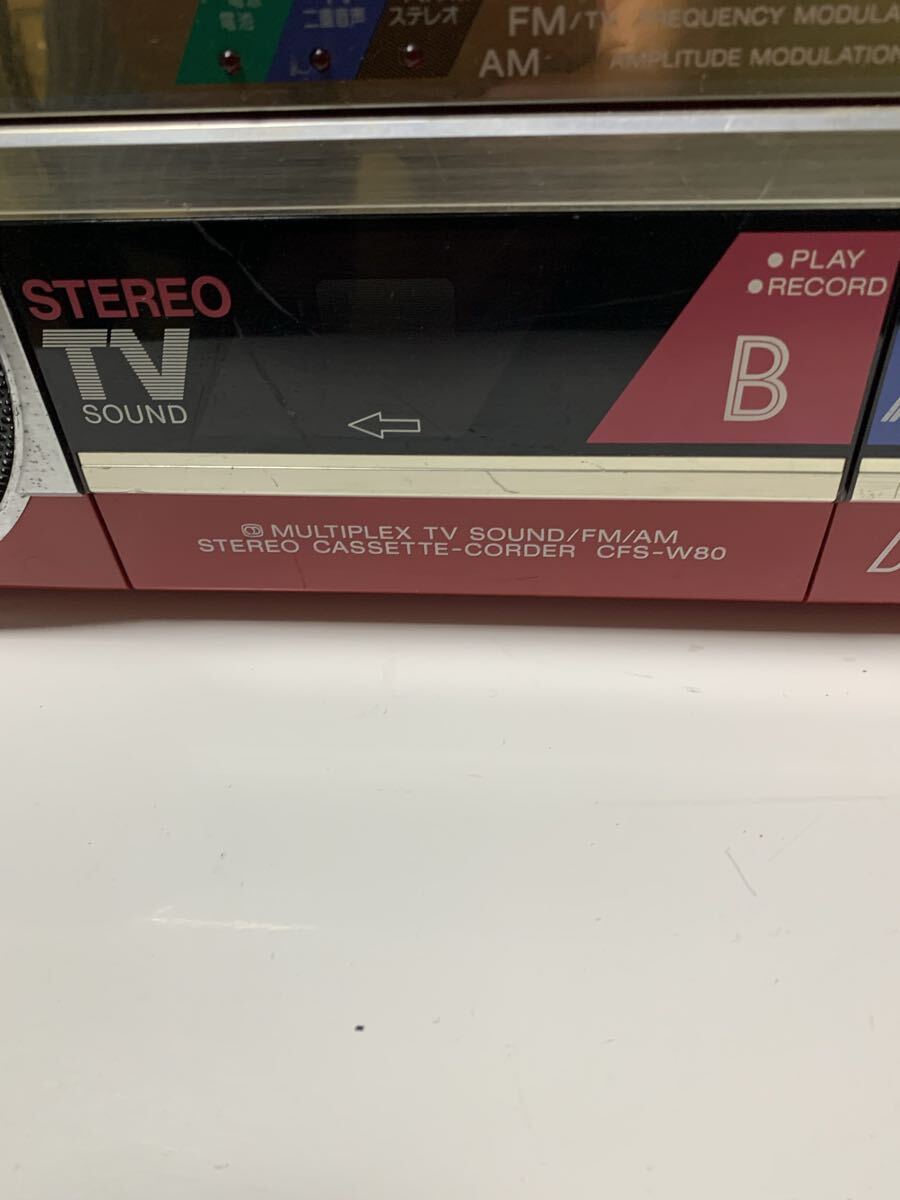 電池
二重音声
ステレオ
FM/TV FREQUENCY MODULA
AM AMPLITUDE MODULATION
STEREO
TV
SOUND
● PLAY
● RECORD
B
MULTIPLEX TV SOUND/FM/AM
STEREO CASSETTE-CORDER CFS-W80